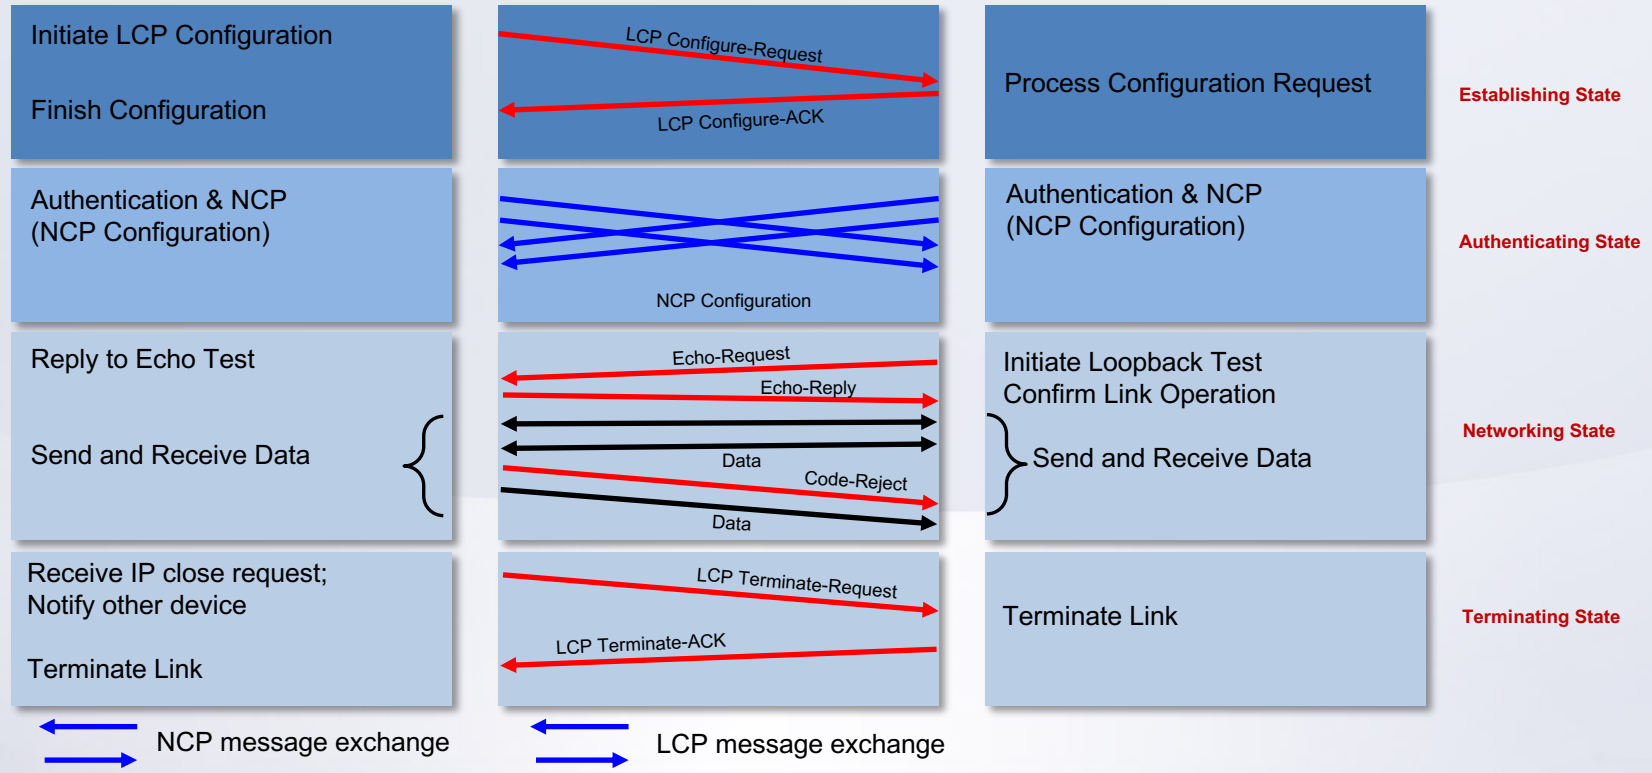 Initiate LCP Configuration
Finish Configuration
LCP Configure-Request
LCP Configure-ACK
Process Configuration Request
Establishing State
Authentication & NCP
(NCP Configuration)
NCP Configuration
Authentication & NCP
(NCP Configuration)
Authenticating State
Reply to Echo Test
Send and Receive Data
Echo-Request
Echo-Reply
Data
Code-Reject
Data
Initiate Loopback Test
Confirm Link Operation
Send and Receive Data
Networking State
Receive IP close request;
Notify other device
Terminate Link
LCP Terminate-Request
LCP Terminate-ACK
Terminate Link
Terminating State
NCP message exchange
LCP message exchange